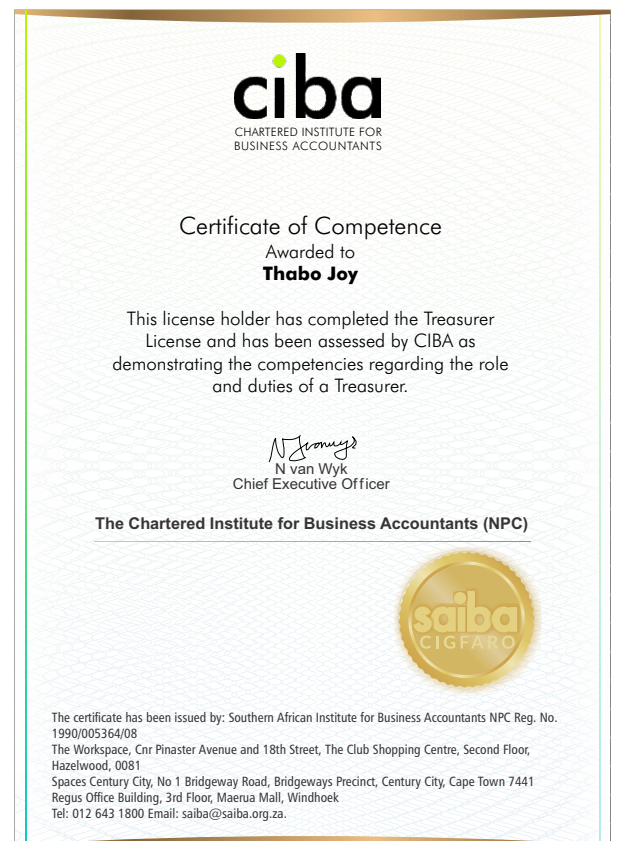 ciba
CHARTERED INSTITUTE FOR
BUSINESS ACCOUNTANTS
Certificate of Competence
Awarded to
Thabo Joy
This license holder has completed the Treasurer
License and has been assessed by CIBA as
demonstrating the competencies regarding the role
and duties of a Treasurer.
N van Wyk
Chief Executive Officer
The Chartered Institute for Business Accountants (NPC)
saiba
CIGFARO
The certificate has been issued by: Southern African Institute for Business Accountants NPC Reg. No.
1990/005364/08
The Workspace, Cnr Pinaster Avenue and 18th Street, The Club Shopping Centre, Second Floor,
Hazelwood, 0081
Spaces Century City, No 1 Bridgeway Road, Bridgeways Precinct, Century City, Cape Town 7441
Regus Office Building, 3rd Floor, Maerua Mall, Windhoek
Tel: 012 643 1800 Email: saiba@saiba.org.za.